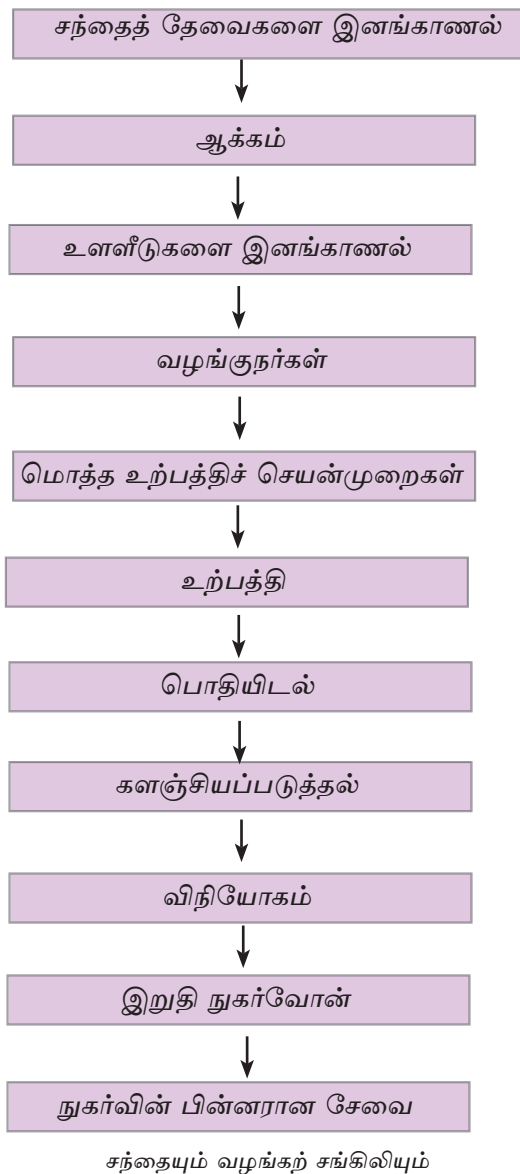 சந்தைத் தேவைகளை இனங்காணல்
ஆக்கம்
உளளீடுகளை இனங்காணல்
வழங்குநர்கள்
மொத்த உற்பத்திச் செயன்முறைகள்
உற்பத்தி
பொதியிடல்
களஞ்சியப்படுத்தல்
விநியோகம்
இறுதி நுகர்வோன்
நுகர்வின் பின்னரான சேவை
சந்தையும் வழங்கற் சங்கிலியும்